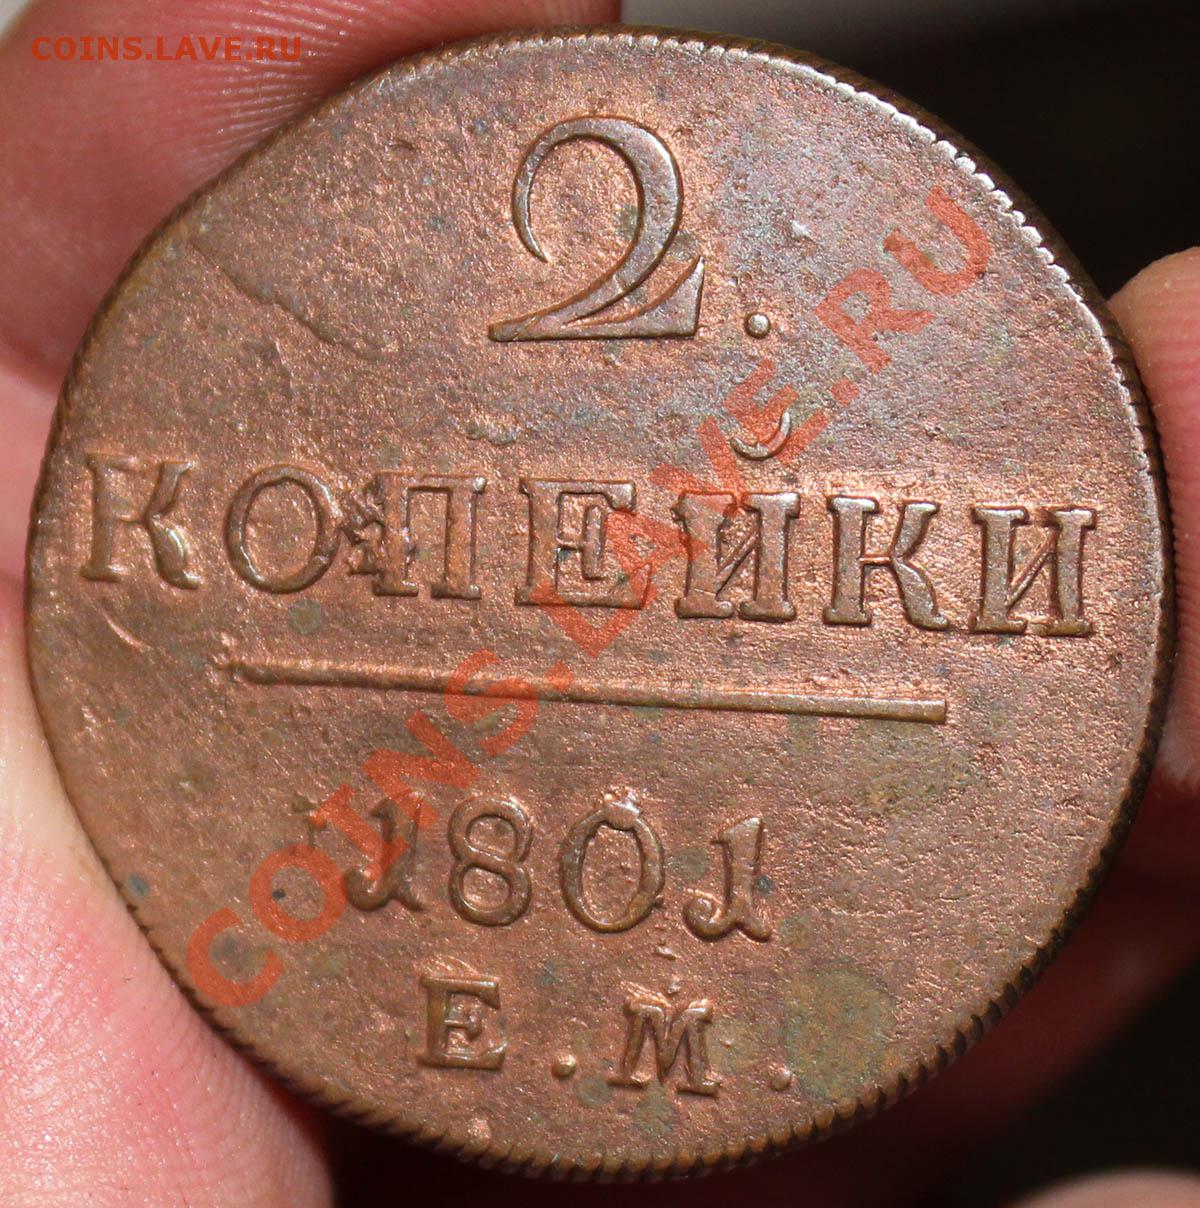 COINS.LAVE.RU
2.
КОПЕЙКИ
1801
Е.М.
COINS.LAVE.RU